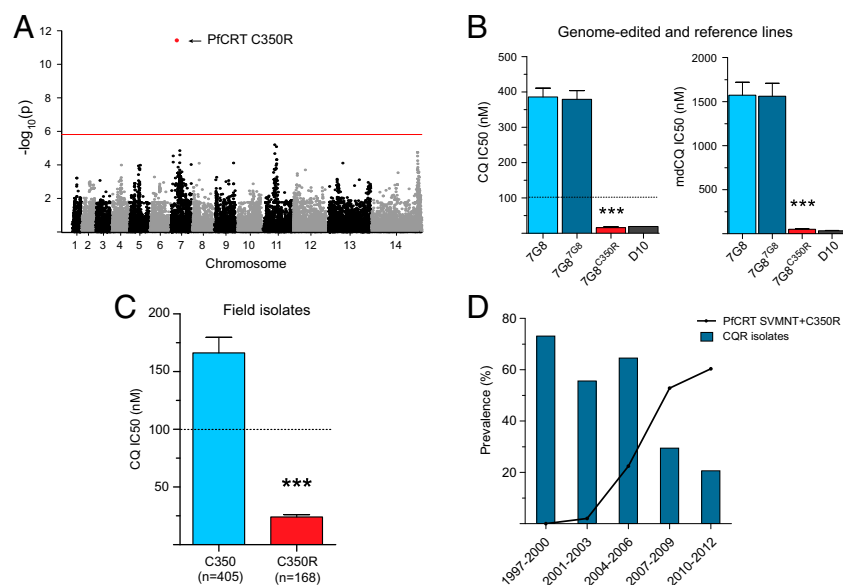 A
PfCRT C350R
12
10
8
6
4
2
-log10(p)
1 2 3 4 5 6 7 8 9 10 11 12 13 14
Chromosome
B
Genome-edited and reference lines
500
400
300
200
100
CQ IC50 (nM)
***
7G8
7G8^7G8
7G8^C350R
D10
2000
1500
1000
500
mdCQ IC50 (nM)
***
7G8
7G8^7G8
7G8^C350R
D10
C
Field isolates
200
150
100
50
CQ IC50 (nM)
***
C350
(n=405)
C350R
(n=168)
D
PfCRT SVMNT+C350R
CQR isolates
80
60
40
20
Prevalence (%)
1997-2000
2001-2003
2004-2006
2007-2009
2010-2012